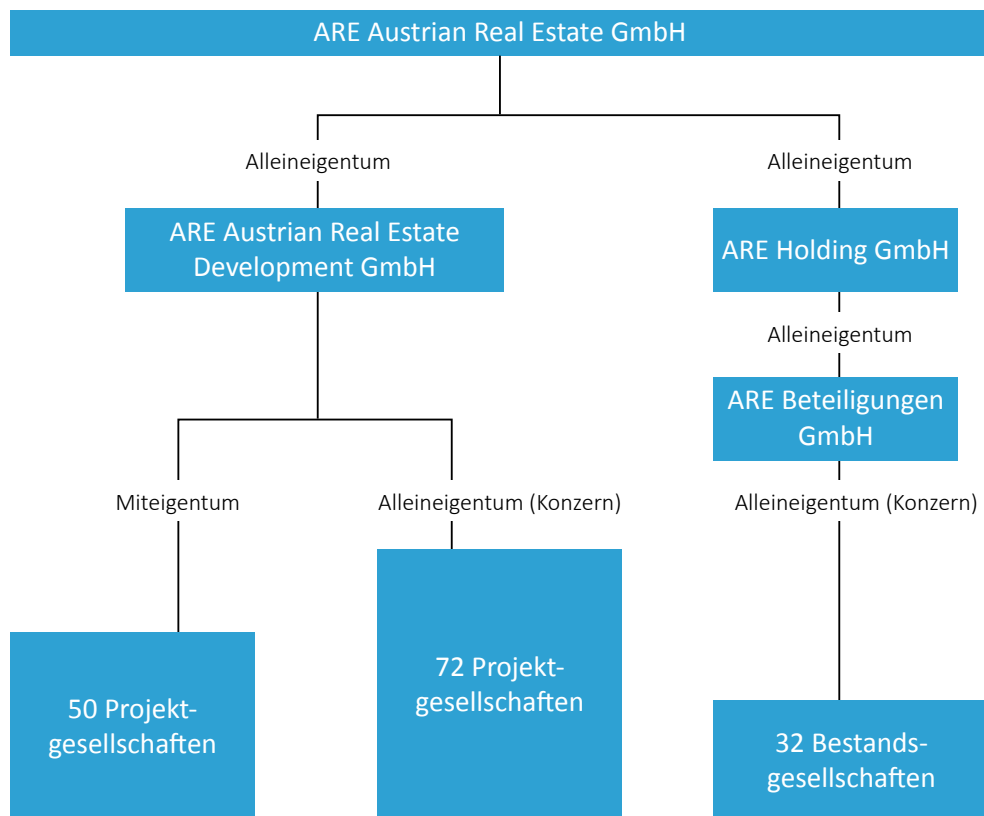 ARE Austrian Real Estate GmbH
Alleineigentum
Alleineigentum
ARE Austrian Real Estate
Development GmbH
ARE Holding GmbH
Alleineigentum
ARE Beteiligungen
GmbH
Miteigentum
Alleineigentum (Konzern)
Alleineigentum (Konzern)
50 Projekt-
gesellschaften
72 Projekt-
gesellschaften
32 Bestands-
gesellschaften